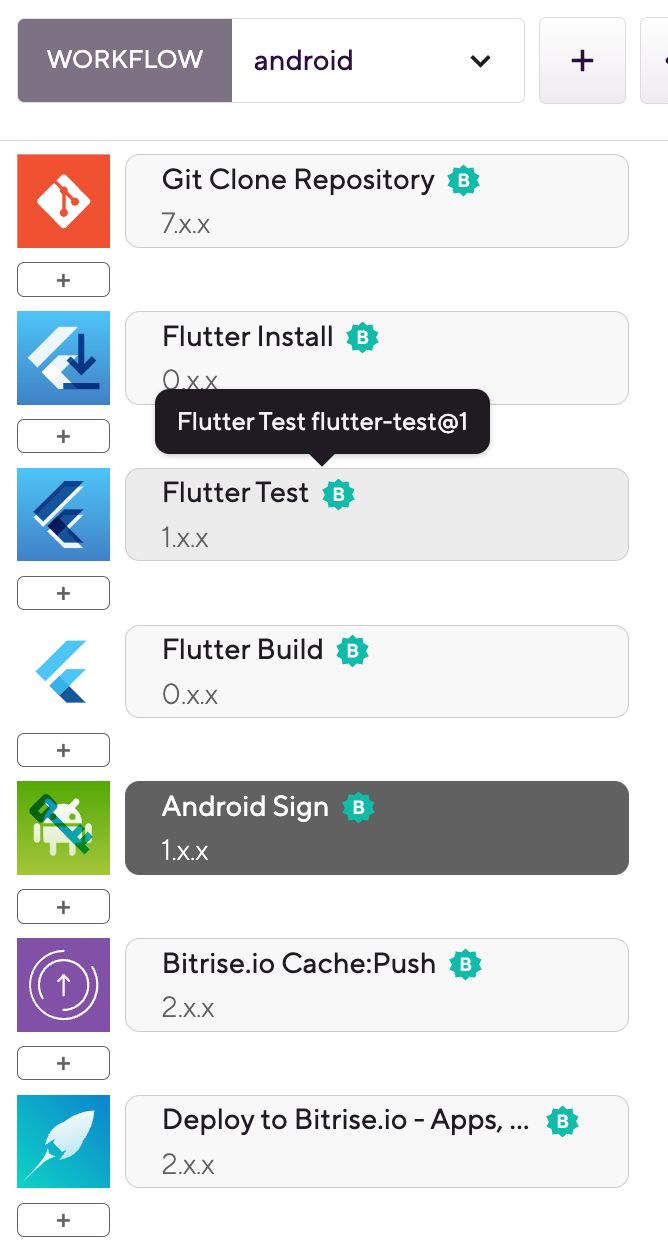 WORKFLOW android +
Git Clone Repository B
7.x.x
+
Flutter Install B
0.x.x
+
Flutter Test flutter-test@1
Flutter Test B
1.x.x
+
Flutter Build B
0.x.x
+
Android Sign B
1.x.x
+
Bitrise.io Cache:Push B
2.x.x
+
Deploy to Bitrise.io - Apps, ... B
2.x.x
+